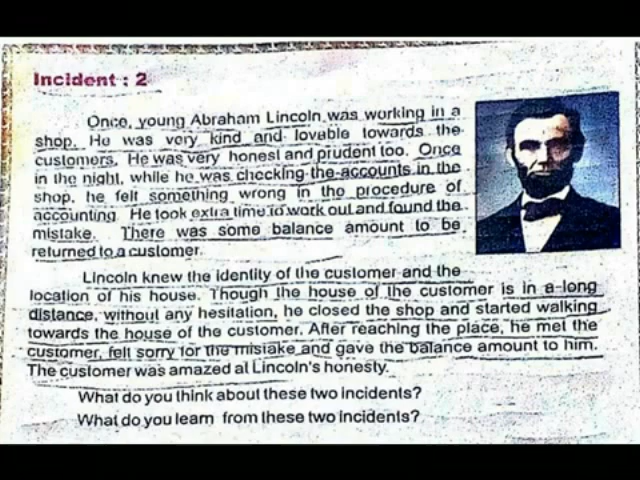 Incident : 2
Once, young Abraham Lincoln was working in a
shop. He was very kind and lovable towards the
customers. He was very honest and prudent too. Once
in the night, while he was checking the accounts in the
shop, he felt something wrong in the procedure of
accounting. He took extra time to work out and found the
mistake. There was some balance amount to be
returned to a customer.
Lincoln knew the identity of the customer and the
location of his house. Though the house of the customer is in a long
distance, without any hesitation, he closed the shop and started walking
towards the house of the customer. After reaching the place, he met the
customer, felt sorry for the mistake and gave the balance amount to him.
The customer was amazed at Lincoln's honesty.
What do you think about these two incidents?
What do you learn from these two incidents?